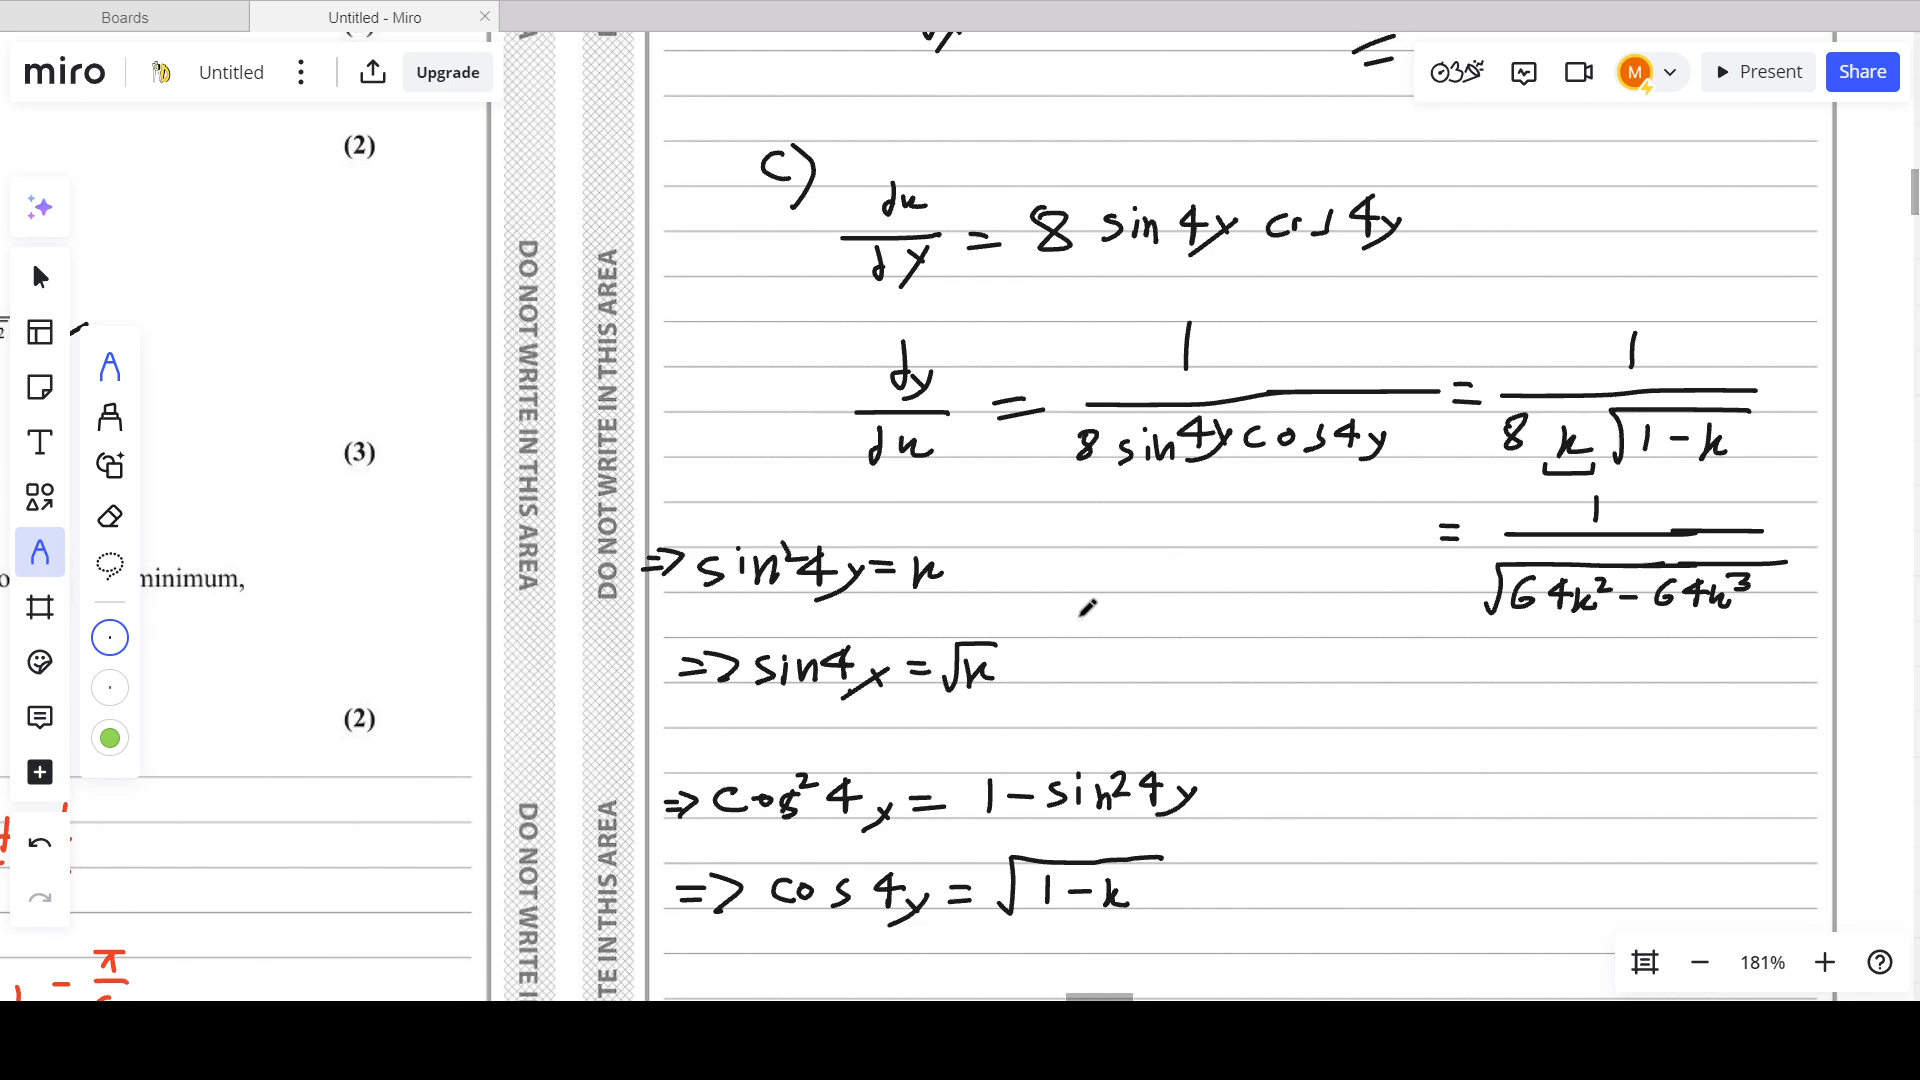 Boards
Untitled - Miro
miro
Untitled
Upgrade
M
Present
Share
(2)
(3)
minimum,
(2)
DO NOT WRITE IN THIS AREA
DO NOT WRITE IN THIS AREA
DO NOT WRITE I
TE IN THIS AREA
c)
dx/dy = 8 sin 4y cos 4y
dy/dx = 1/(8 sin 4y cos 4y) = 1/(8 x √(1-x))
= 1/√(64x² - 64x³)
=> sin²4y = x
=> sin4y = √x
=> cos²4y = 1 - sin²4y
=> cos 4y = √(1-x)
π
181%